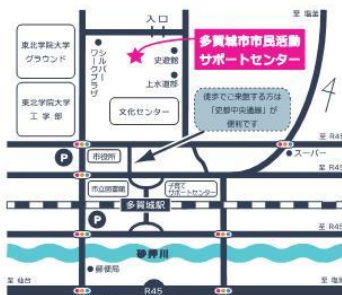 入口
至 塩釜
東北学院大学
グラウンド
シルバー
ワークプラザ
史遊館
上水道部
多賀城市市民活動
サポートセンター
東北学院大学
工学部
文化センター
徒歩でご来館する方は
「史都中央通線」が
便利です
至 R45
P
市役所
スーパー
至 R45
市立図書館
子育て
サポートセンター
多賀城駅
P
至 R45
砂押川
郵便局
至 仙台
R45
至 塩釜